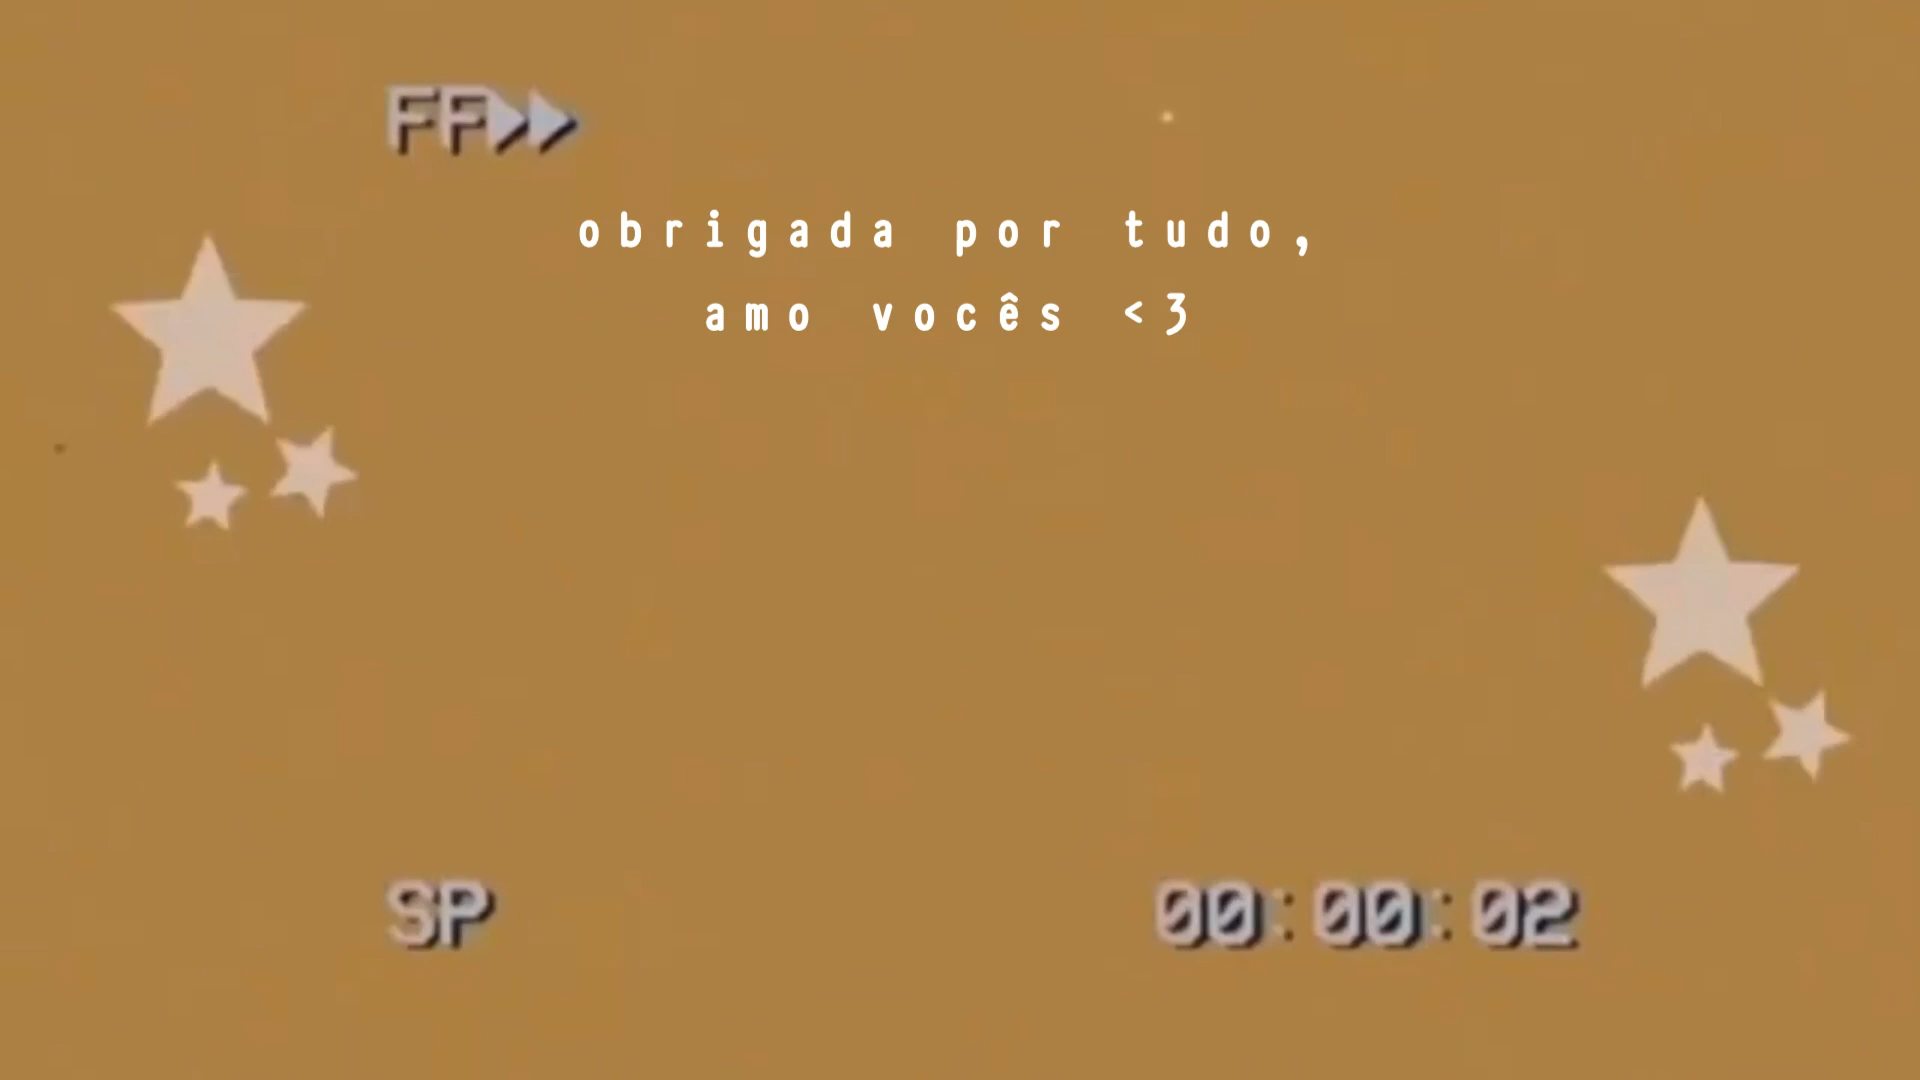 FF▶▶
obrigada por tudo,
amo vocês <3
SP 00:00:02